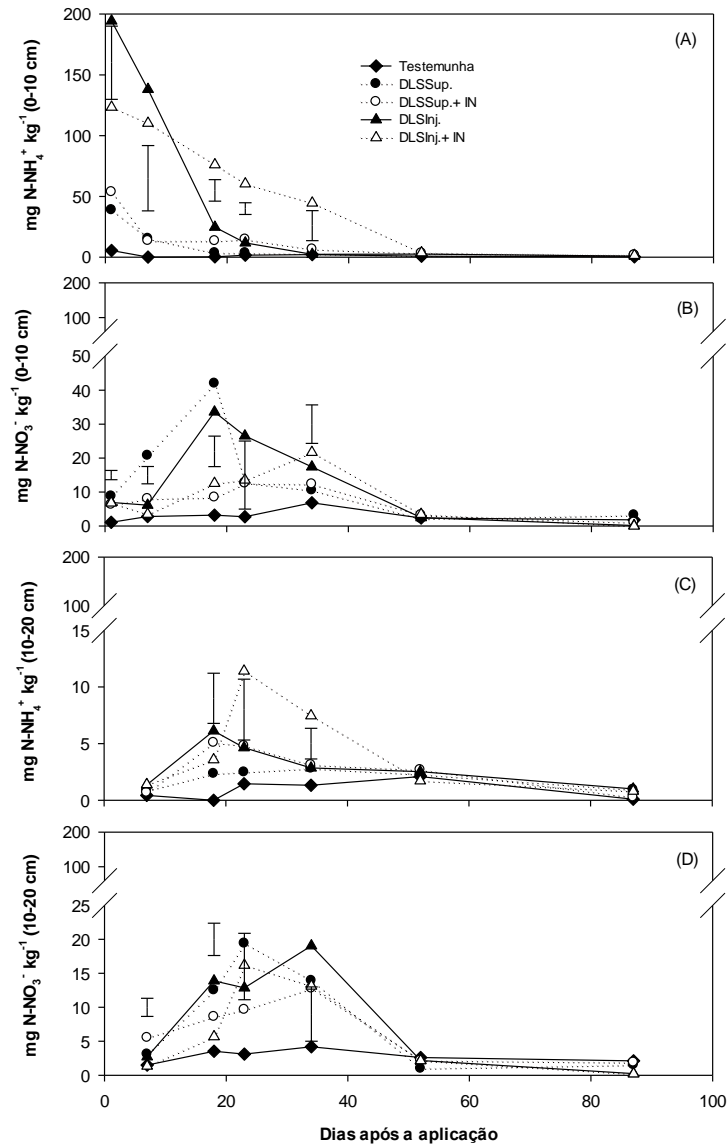 mg N-NH₄⁺ kg⁻¹ (0-10 cm)
200
150
100
50
0
(A)
Testemunha
DLSSup.
DLSSup.+ IN
DLSInj.
DLSInj.+ IN
mg N-NO₃⁻ kg⁻¹ (0-10 cm)
200
100
50
40
30
20
10
0
(B)
mg N-NH₄⁺ kg⁻¹ (10-20 cm)
200
100
15
10
5
0
(C)
mg N-NO₃⁻ kg⁻¹ (10-20 cm)
200
100
25
20
15
10
5
0
(D)
0 20 40 60 80 100
Dias após a aplicação